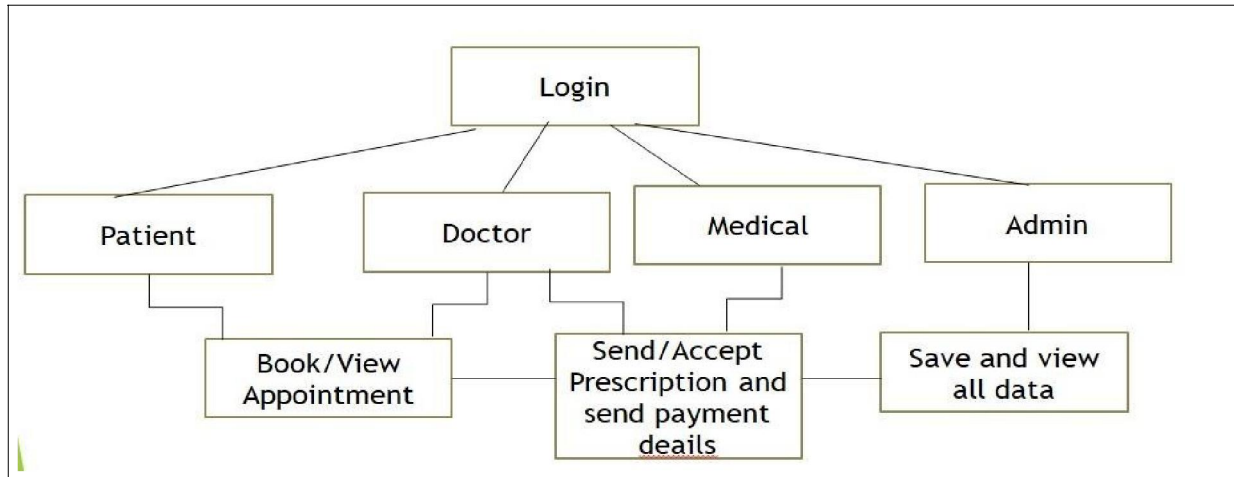 Login
Patient
Doctor
Medical
Admin
Book/View
Appointment
Send/Accept
Prescription and
send payment
deails
Save and view
all data